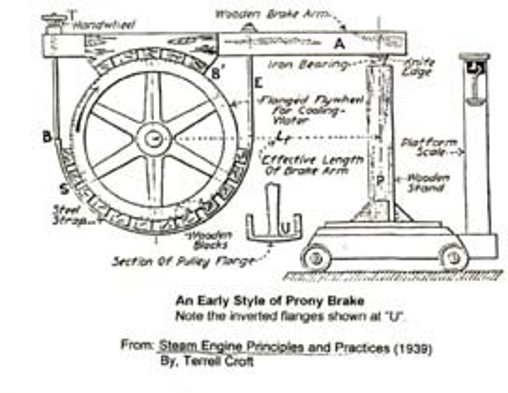 T
Handwheel
Wooden Brake Arm
A
Iron Bearing
Knife
Edge
B'
E
Flanged Flywheel
For Cooling-
Water
B
Lf
Platform
Scale
Effective Length
Of Brake Arm
S
P
Wooden
Stand
Steel
Strap
Wooden
Blocks
U
Section Of Pulley Flange
An Early Style of Prony Brake
Note the inverted flanges shown at "U".
From: Steam Engine Principles and Practices (1939)
By, Terrell Croft